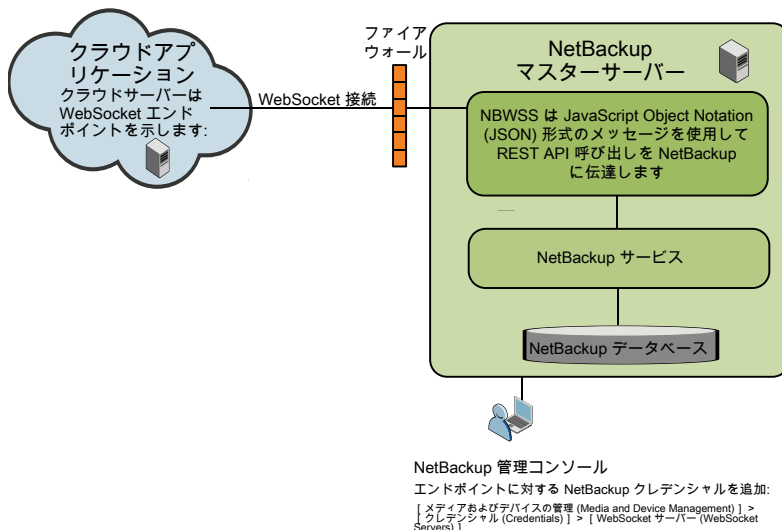 クラウドアプ
リケーション
クラウドサーバーは
WebSocket エンド
ポイントを示します:
WebSocket 接続
ファイア
ウォール
NetBackup
マスターサーバー
NBWSS は JavaScript Object Notation
(JSON) 形式のメッセージを使用して
REST API 呼び出しを NetBackup
に伝達します
NetBackup サービス
NetBackup データベース
NetBackup 管理コンソール
エンドポイントに対する NetBackup クレデンシャルを追加:
[ メディアおよびデバイスの管理 (Media and Device Management) ] >
[ クレデンシャル (Credentials) ] > [ WebSocket サーバー (WebSocket
Servers) ]